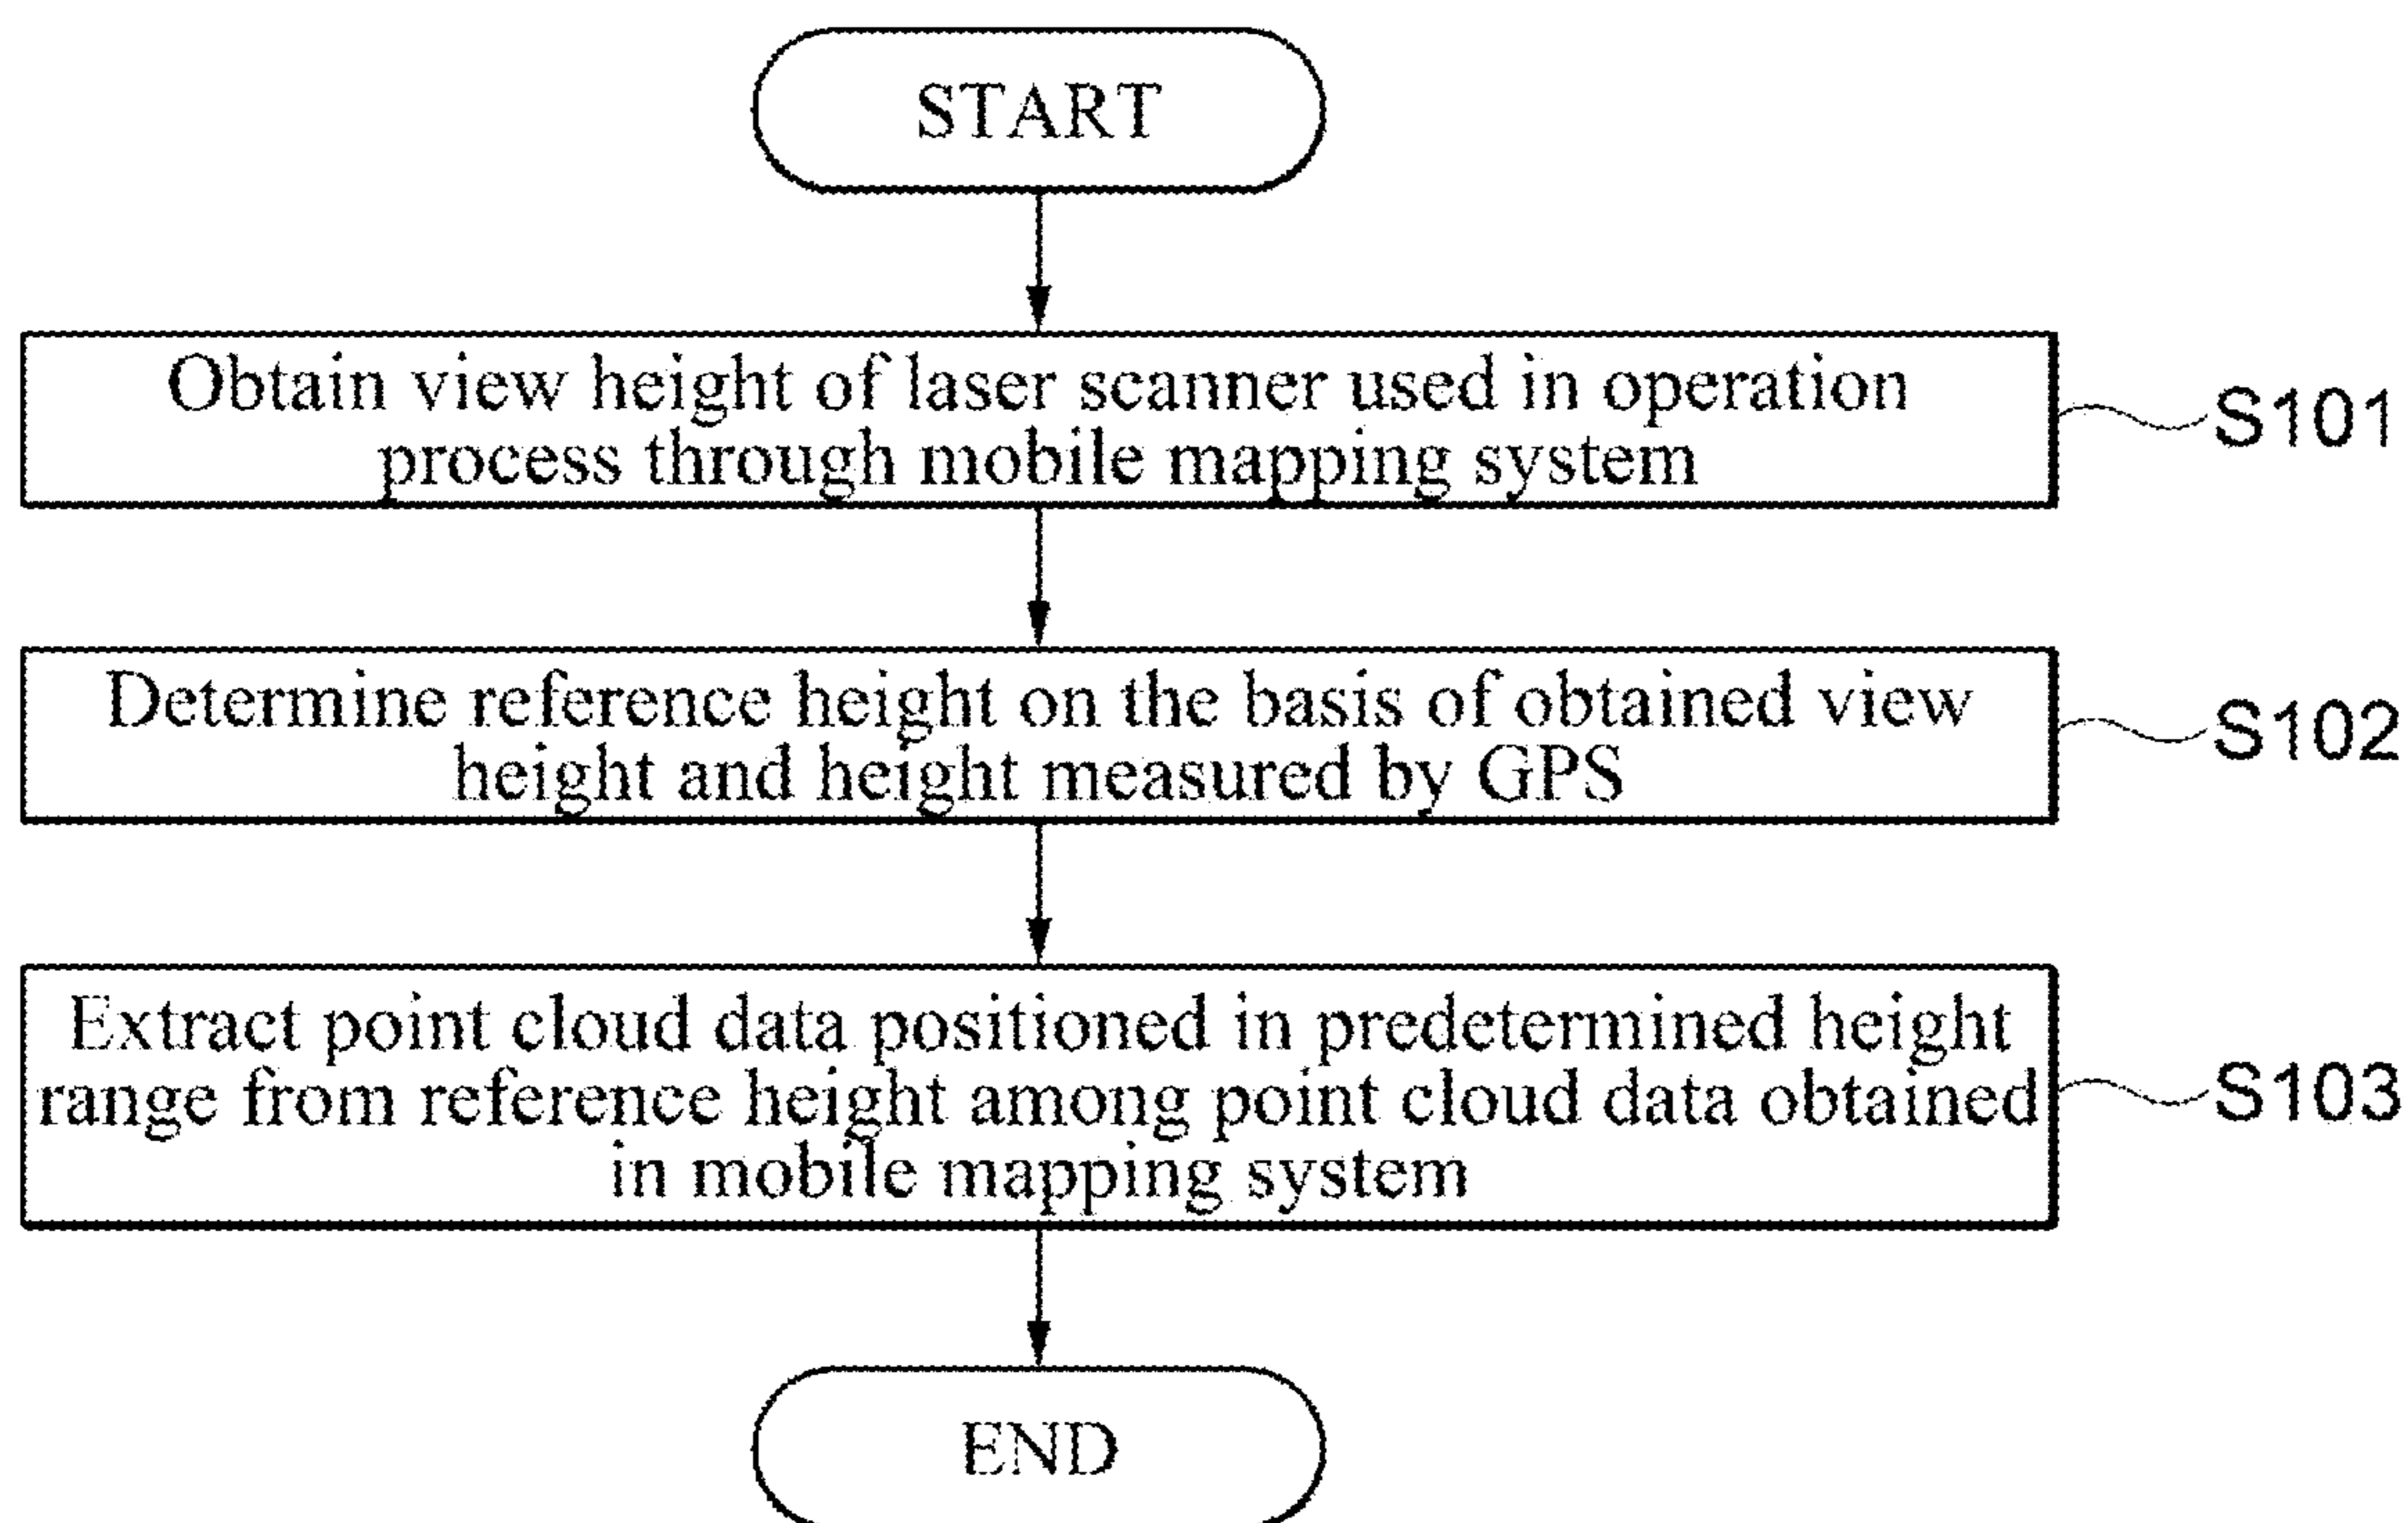 START
Obtain view height of laser scanner used in operation
process through mobile mapping system
S101
Determine reference height on the basis of obtained view
height and height measured by GPS
S102
Extract point cloud data positioned in predetermined height
range from reference height among point cloud data obtained
in mobile mapping system
S103
END